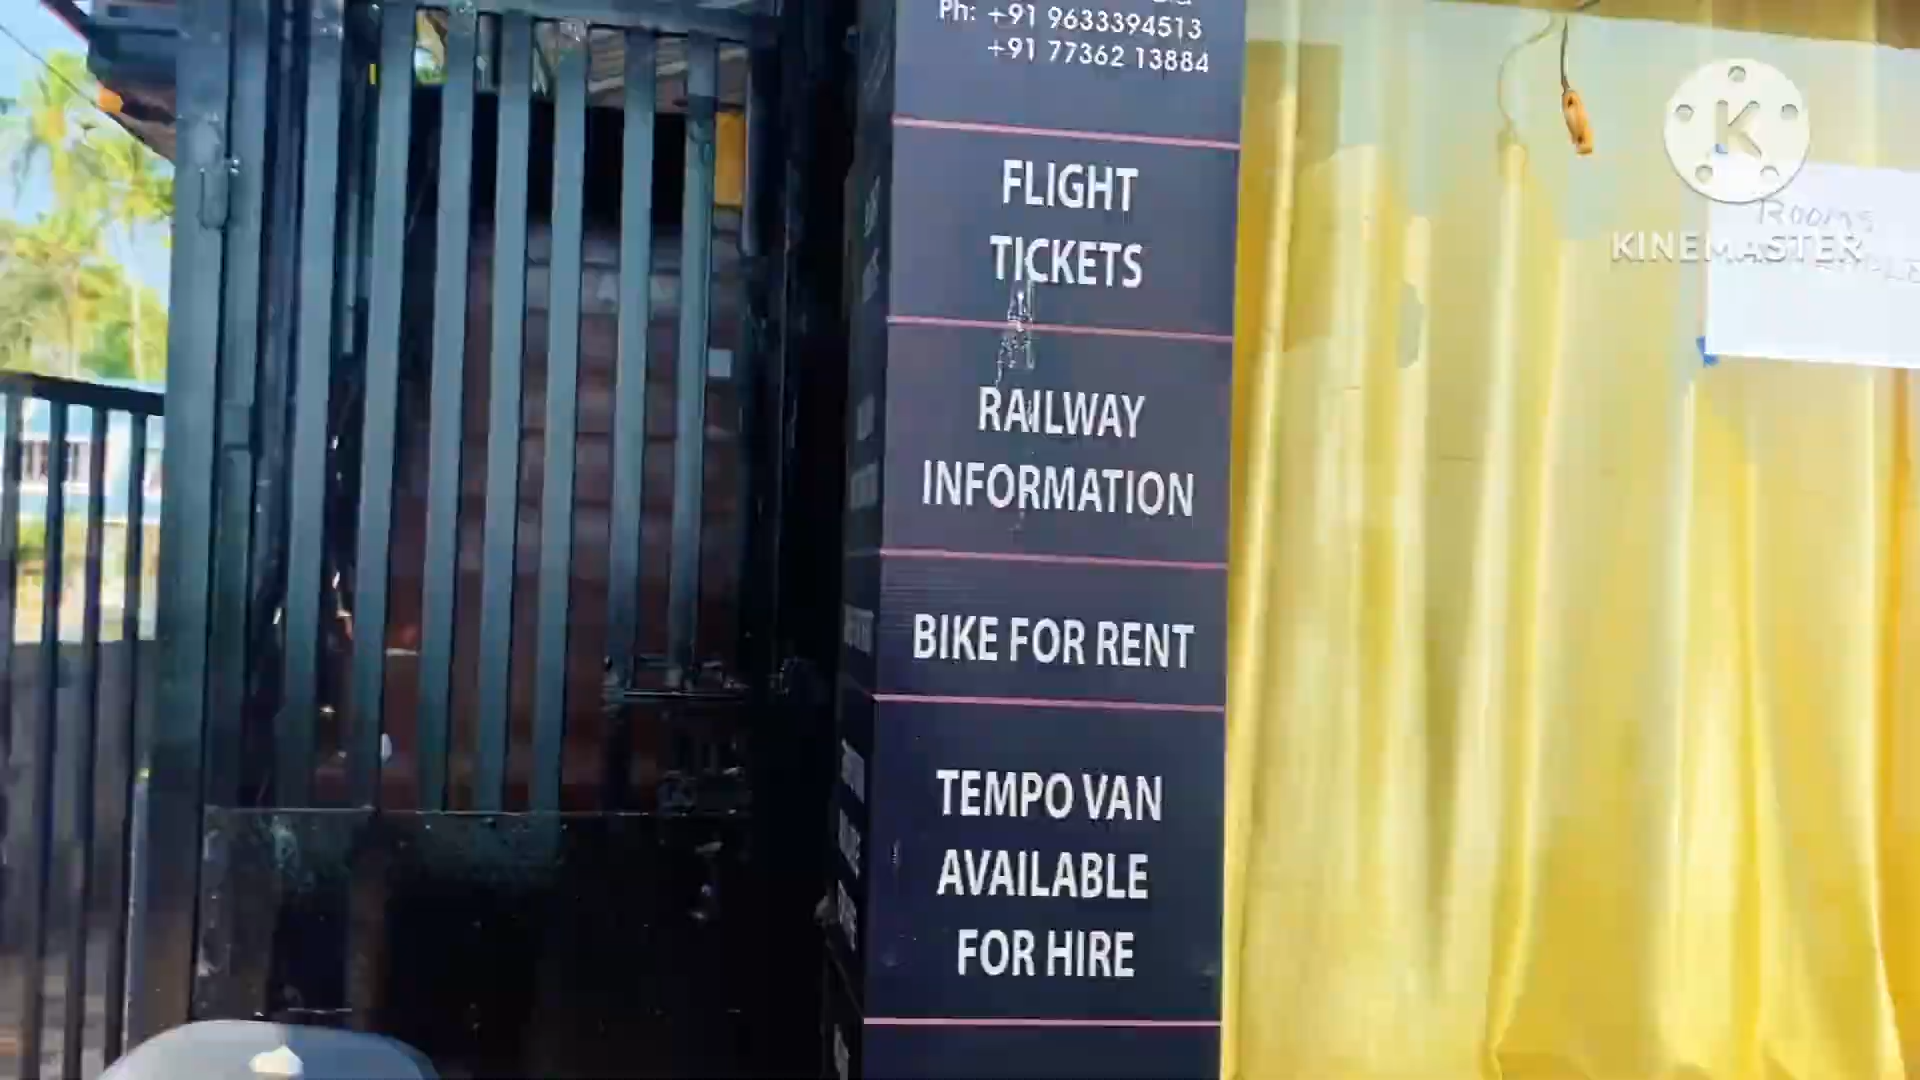 Ph: +91 9633394513
+91 77362 13884
FLIGHT
TICKETS
RAILWAY
INFORMATION
BIKE FOR RENT
TEMPO VAN
AVAILABLE
FOR HIRE
K
KINEMASTER
ROOMS